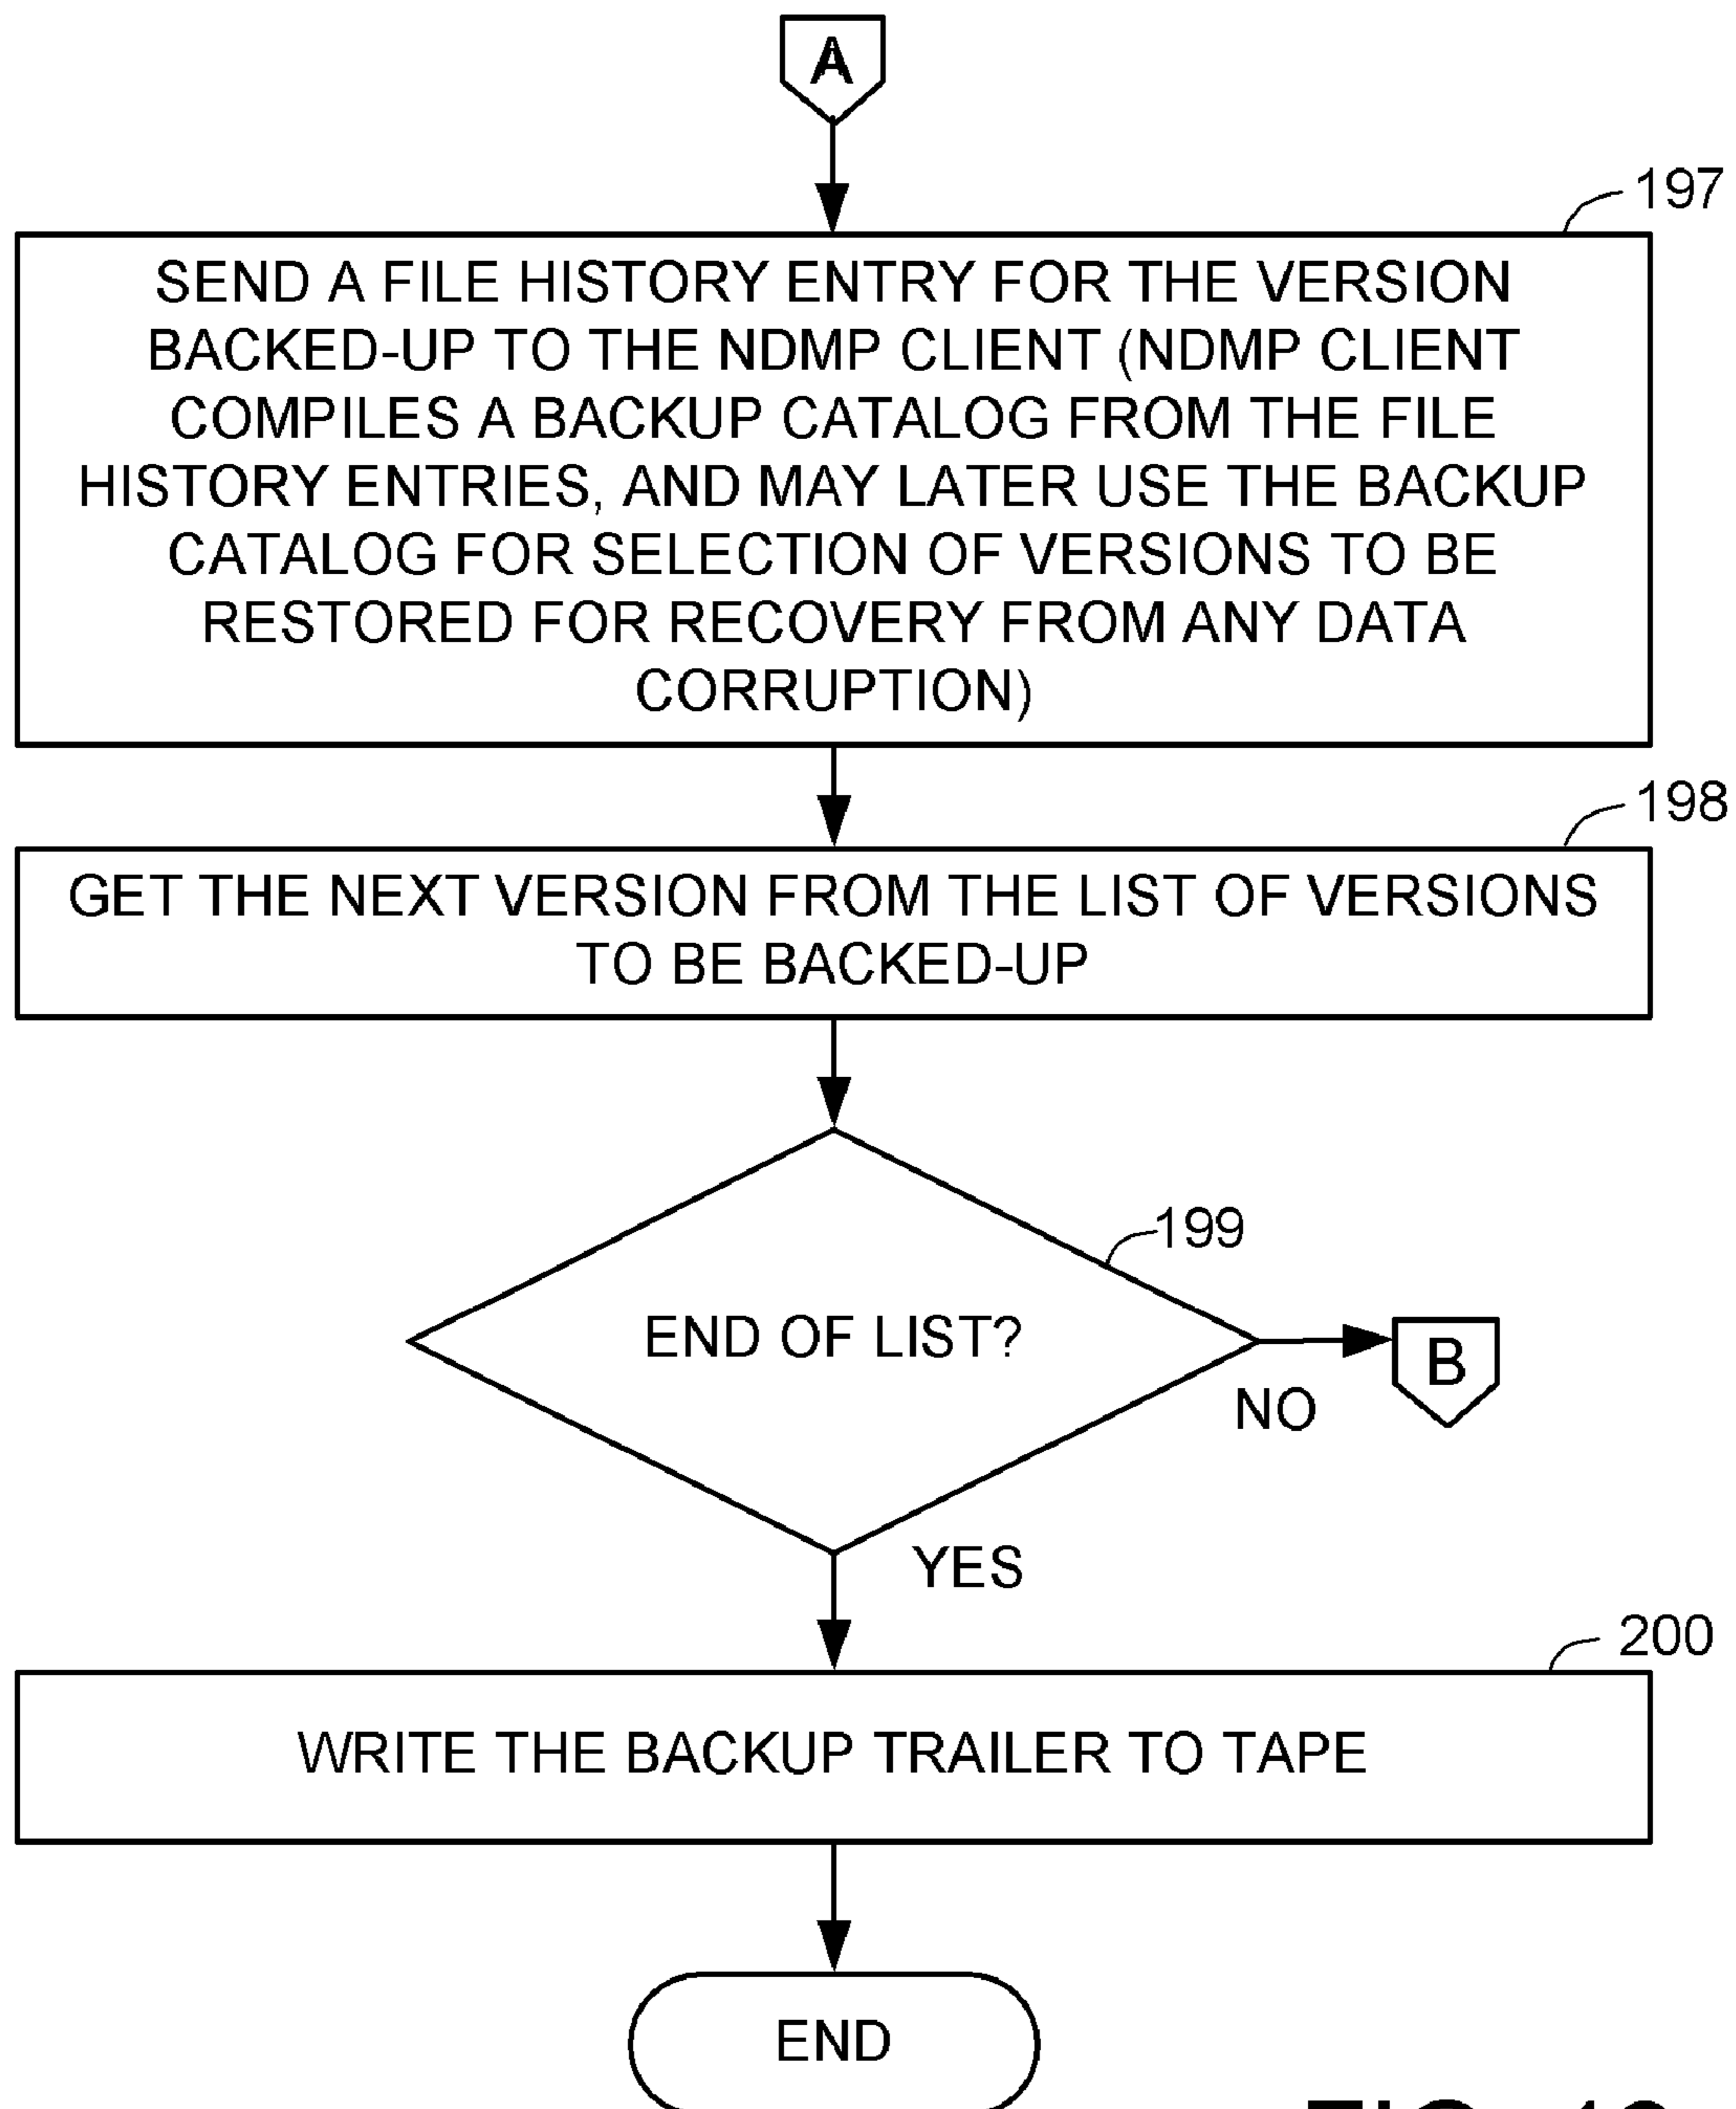 A
197
SEND A FILE HISTORY ENTRY FOR THE VERSION
BACKED-UP TO THE NDMP CLIENT (NDMP CLIENT
COMPILES A BACKUP CATALOG FROM THE FILE
HISTORY ENTRIES, AND MAY LATER USE THE BACKUP
CATALOG FOR SELECTION OF VERSIONS TO BE
RESTORED FOR RECOVERY FROM ANY DATA
CORRUPTION)
198
GET THE NEXT VERSION FROM THE LIST OF VERSIONS
TO BE BACKED-UP
199
END OF LIST?
B
NO
YES
200
WRITE THE BACKUP TRAILER TO TAPE
END